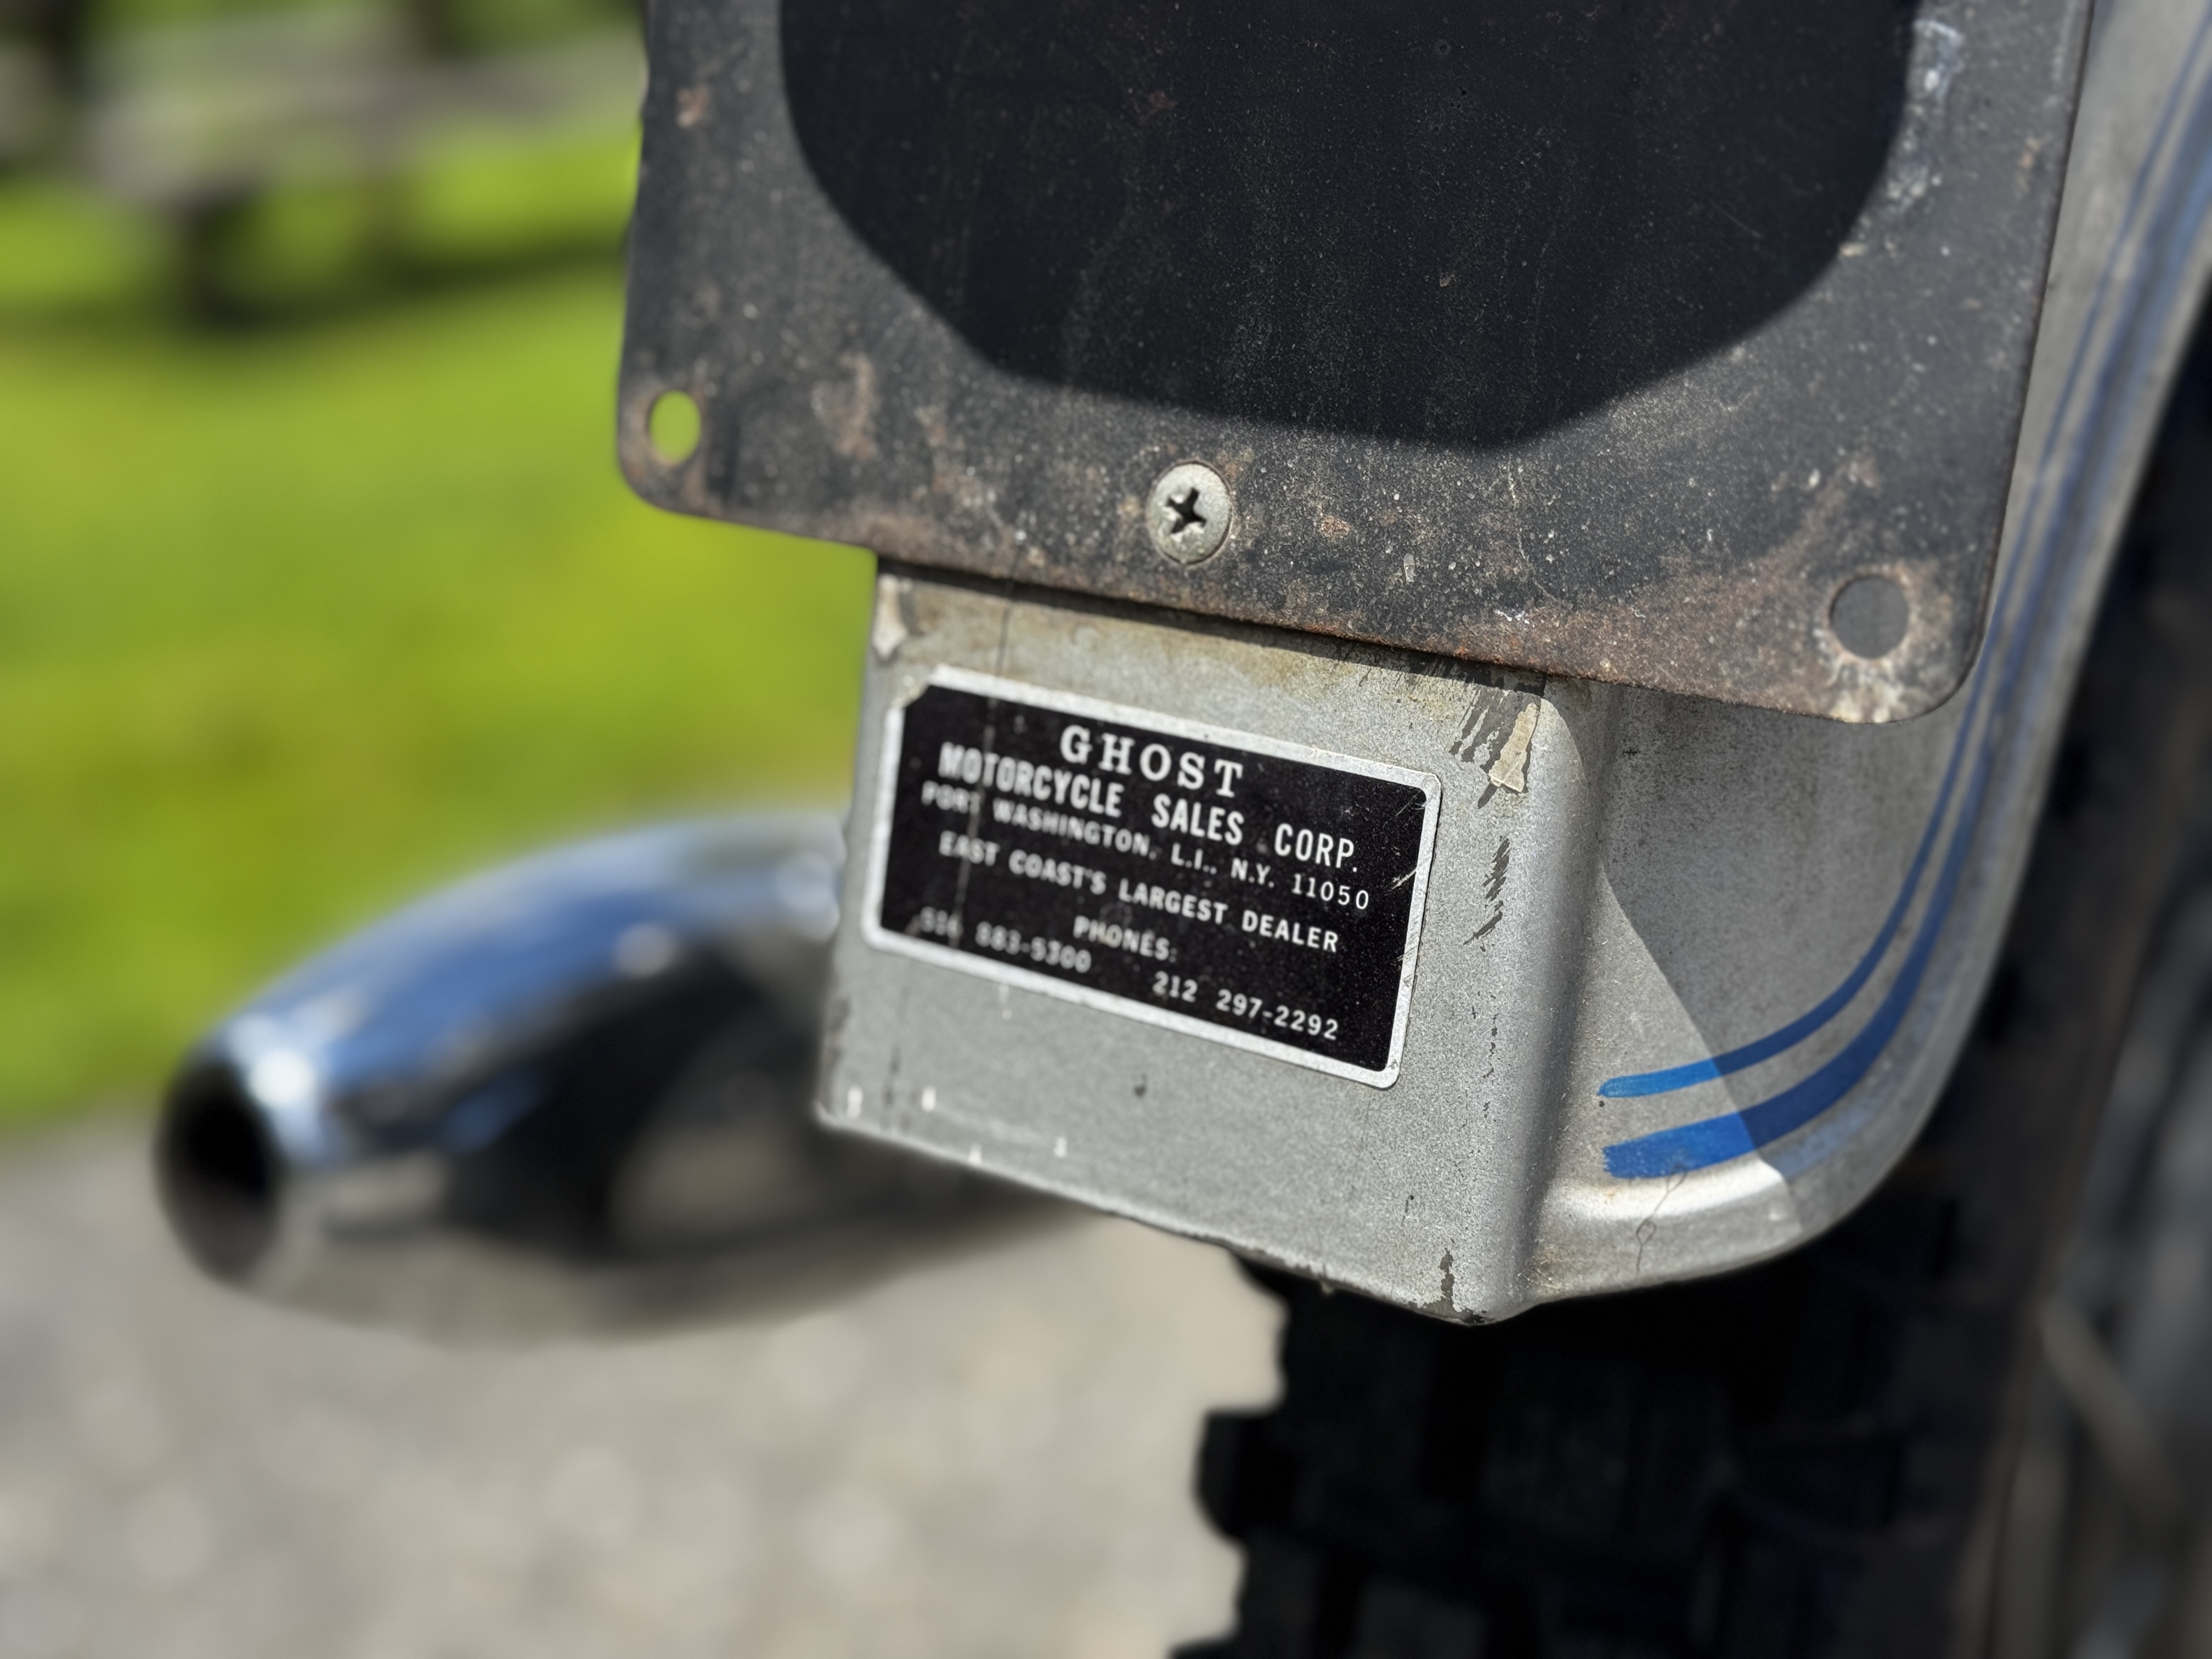 GHOST
MOTORCYCLE SALES CORP.
PORT WASHINGTON, L.I., N.Y. 11050
EAST COAST'S LARGEST DEALER
PHONES:
516 883-5300 212 297-2292